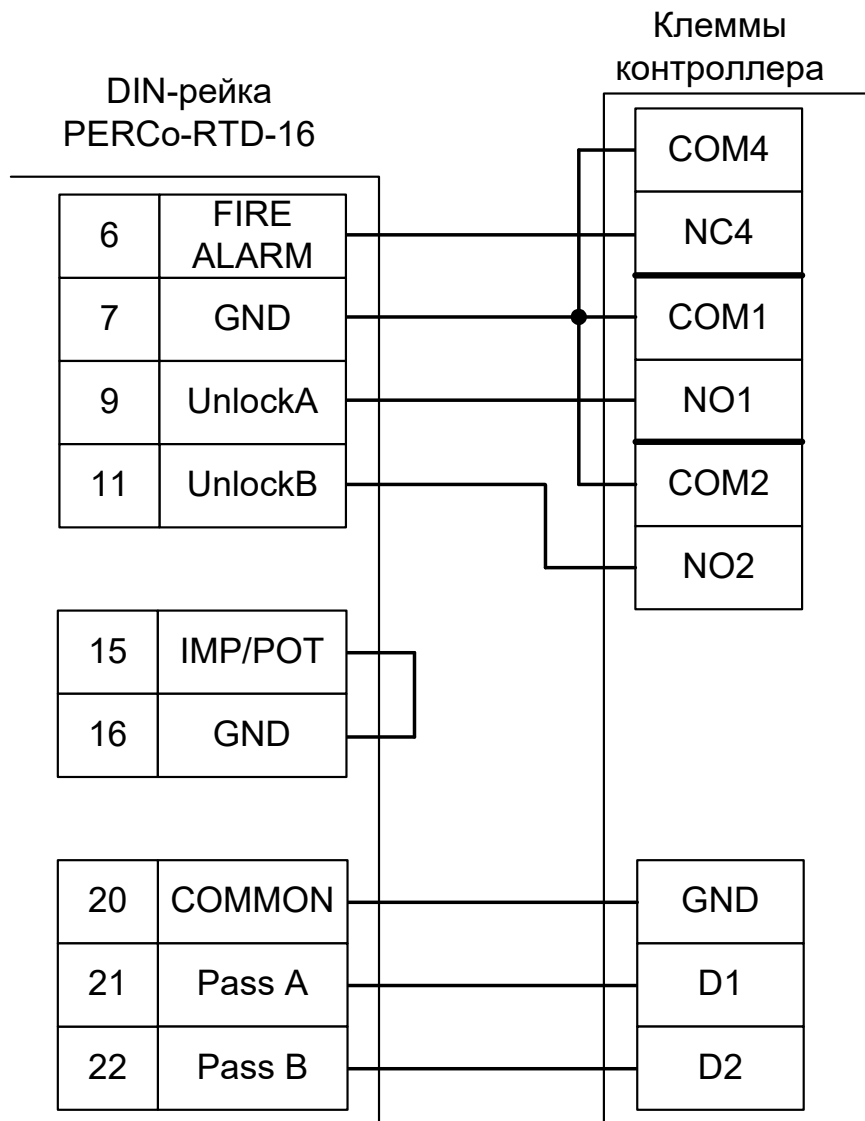 Клеммы
контроллера
DIN-рейка
PERCo-RTD-16
6 FIRE ALARM
7 GND
9 UnlockA
11 UnlockB
COM4
NC4
COM1
NO1
COM2
NO2
15 IMP/POT
16 GND
20 COMMON
21 Pass A
22 Pass B
GND
D1
D2